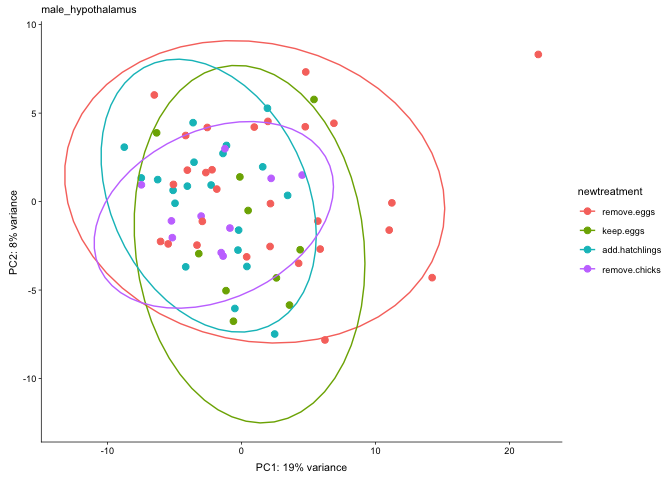 male_hypothalamus
10
5
0
-5
-10
PC2: 8% variance
-10
0
10
20
PC1: 19% variance
newtreatment
remove.eggs
keep.eggs
add.hatchlings
remove.chicks